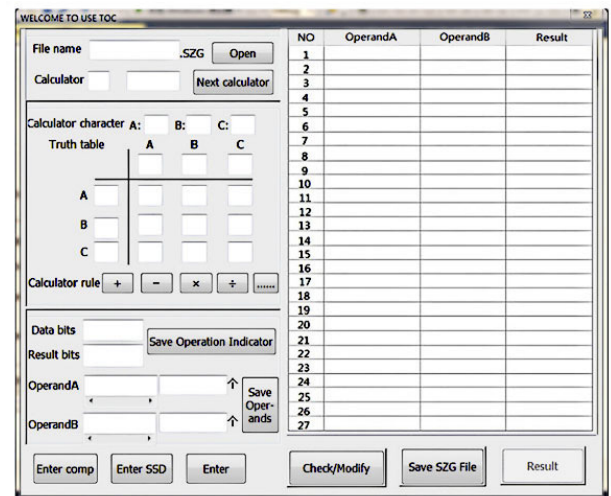 WELCOME TO USE TOC
File name .SZG Open
Calculator Next calculator
Calculator character A: B: C:
Truth table A B C
A
B
C
Calculator rule + − × ÷ ......
Data bits
Result bits
Save Operation Indicator
OperandA
OperandB
↑
↑
Save
Oper-
ands
Enter comp Enter SSD Enter
NO OperandA OperandB Result
1
2
3
4
5
6
7
8
9
10
11
12
13
14
15
16
17
18
19
20
21
22
23
24
25
26
27
Check/Modify Save SZG File Result